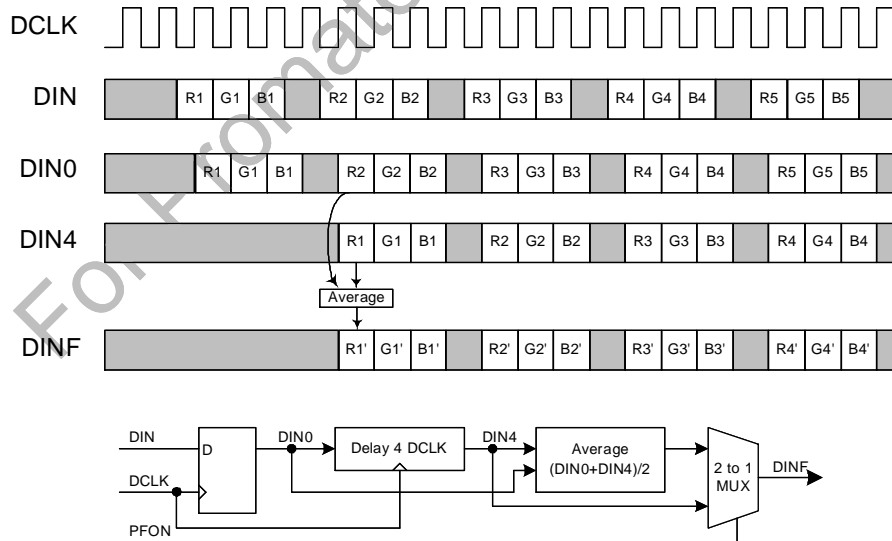 DCLK
DIN R1 G1 B1 R2 G2 B2 R3 G3 B3 R4 G4 B4 R5 G5 B5
DIN0 R1 G1 B1 R2 G2 B2 R3 G3 B3 R4 G4 B4 R5 G5 B5
DIN4 R1 G1 B1 R2 G2 B2 R3 G3 B3 R4 G4 B4
Average
DINF R1' G1' B1' R2' G2' B2' R3' G3' B3' R4' G4' B4'
For Promate
DIN D DIN0 Delay 4 DCLK DIN4 Average
(DIN0+DIN4)/2
2 to 1
MUX
DINF
DCLK
PFON